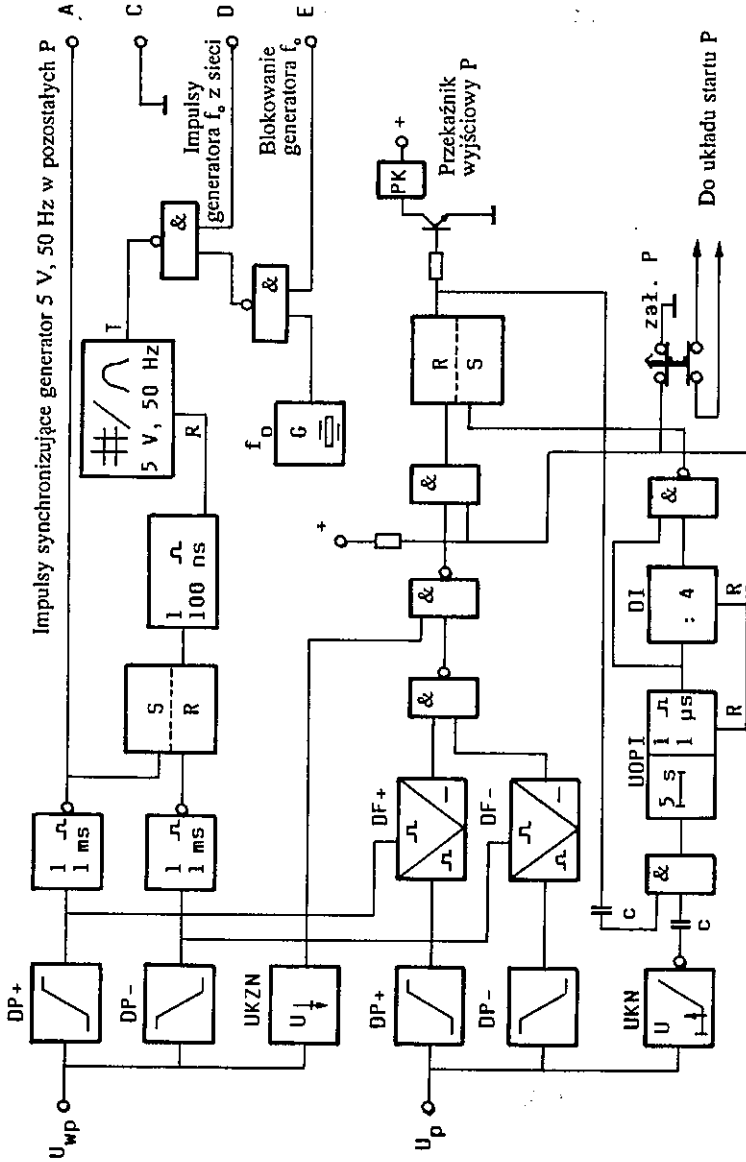 Impulsy synchronizujące generator 5 V, 50 Hz w pozostałych P
A
C
D
E
Impulsy
generatora f₀ z sieci
Blokowanie
generatora f₀
U_wp
DP+
1
1 ms
S
R
1
100 ns
R
T
5 V, 50 Hz
&
&
f₀
G
DP-
1
1 ms
UKZN
U
DF+
&
&
+
&
R
S
PK
+
Przekaźnik
wyjściowy P
U_p
DP+
DP-
DF-
UKN
U
C
C
&
UOPI
5 s
1
1 µs
R
DI
: 4
R
&
zał. P
Do układu startu P